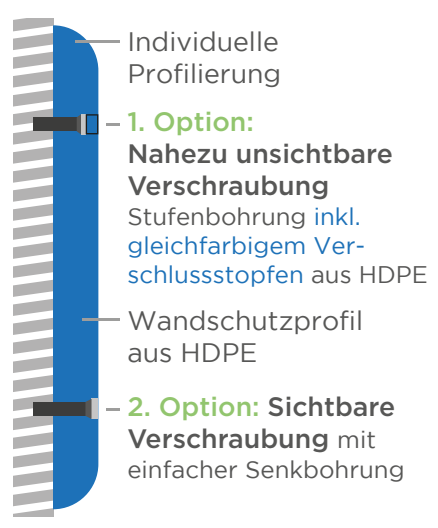 Individuelle
Profilierung
1. Option:
Nahezu unsichtbare
Verschraubung
Stufenbohrung inkl.
gleichfarbigem Ver-
schlussstopfen aus HDPE
Wandschutzprofil
aus HDPE
2. Option: Sichtbare
Verschraubung mit
einfacher Senkbohrung